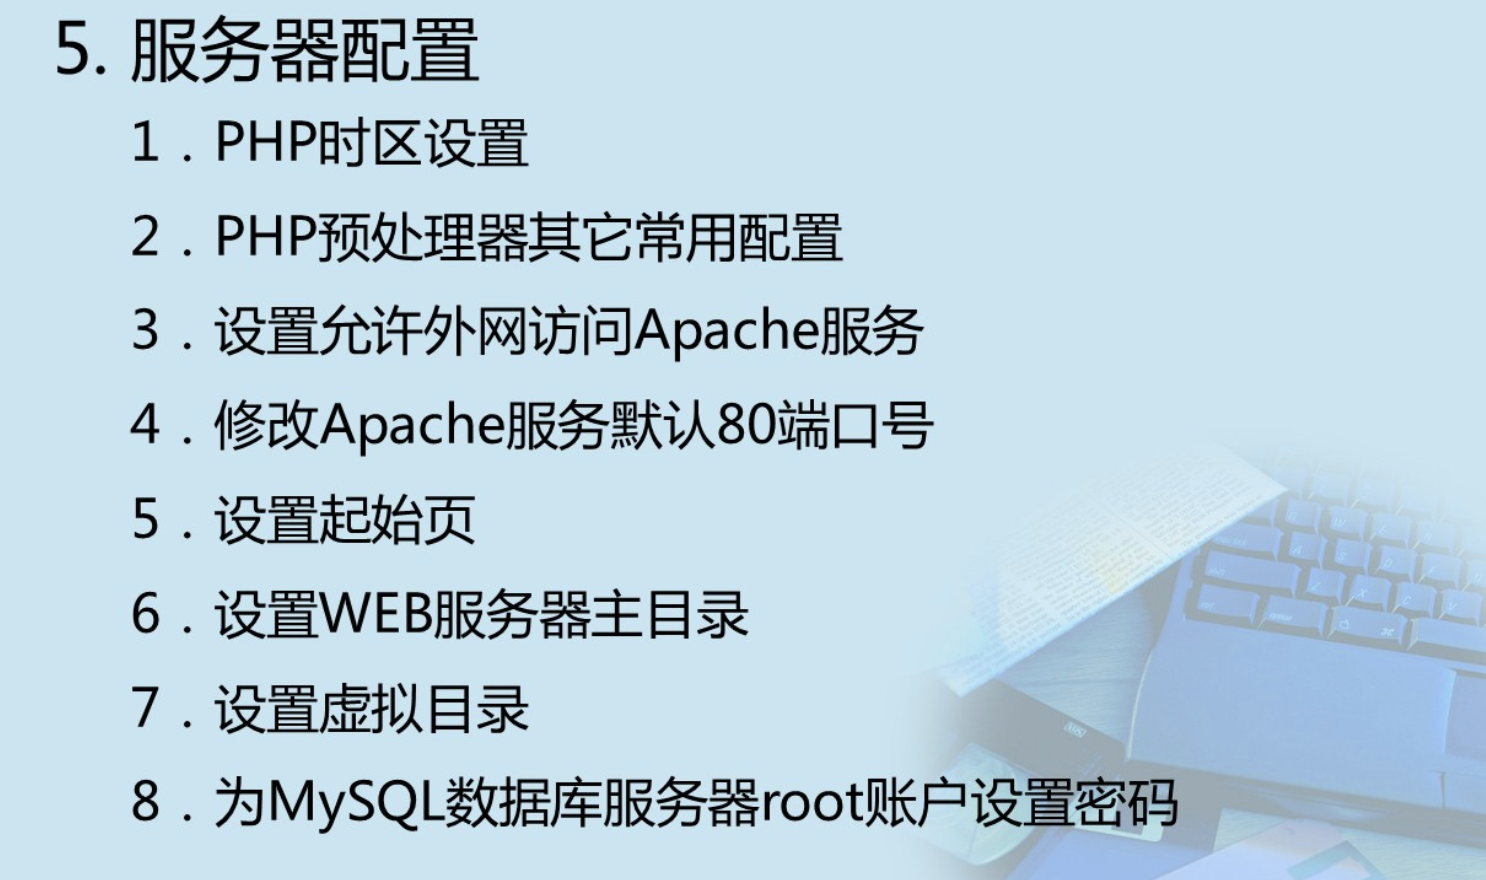 5. 服务器配置
1．PHP时区设置
2．PHP预处理器其它常用配置
3．设置允许外网访问Apache服务
4．修改Apache服务默认80端口号
5．设置起始页
6．设置WEB服务器主目录
7．设置虚拟目录
8．为MySQL数据库服务器root账户设置密码